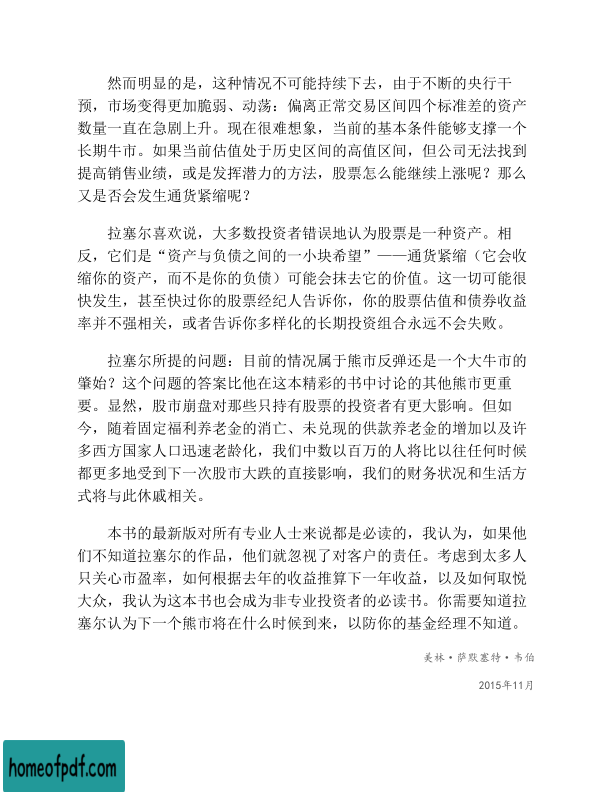 然而明显的是，这种情况不可能持续下去，由于不断的央行干
预，市场变得更加脆弱、动荡：偏离正常交易区间四个标准差的资产
数量一直在急剧上升。现在很难想象，当前的基本条件能够支撑一个
长期牛市。如果当前估值处于历史区间的高值区间，但公司无法找到
提高销售业绩，或是发挥潜力的方法，股票怎么能继续上涨呢？那么
又是否会发生通货紧缩呢？
拉塞尔喜欢说，大多数投资者错误地认为股票是一种资产。相
反，它们是“资产与负债之间的一小块希望”——通货紧缩（它会收
缩你的资产，而不是你的负债）可能会抹去它的价值。这一切可能很
快发生，甚至快过你的股票经纪人告诉你，你的股票估值和债券收益
率并不强相关，或者告诉你多样化的长期投资组合永远不会失败。
拉塞尔所提的问题：目前的情况属于熊市反弹还是一个大牛市的
肇始？这个问题的答案比他在这本精彩的书中讨论的其他熊市更重
要。显然，股市崩盘对那些只持有股票的投资者有更大影响。但如
今，随着固定福利养老金的消亡、未兑现的供款养老金的增加以及许
多西方国家人口迅速老龄化，我们中数以百万的人将比以往任何时候
都更多地受到下一次股市大跌的直接影响，我们的财务状况和生活方
式将与此休戚相关。
本书的最新版对所有专业人士来说都是必读的，我认为，如果他
们不知道拉塞尔的作品，他们就忽视了对客户的责任。考虑到太多人
只关心市盈率，如何根据去年的收益推算下一年收益，以及如何取悦
大众，我认为这本书也会成为非专业投资者的必读书。你需要知道拉
塞尔认为下一个熊市将在什么时候到来，以防你的基金经理不知道。
美林·萨默塞特·韦伯
2015年11月
homeofpdf.com